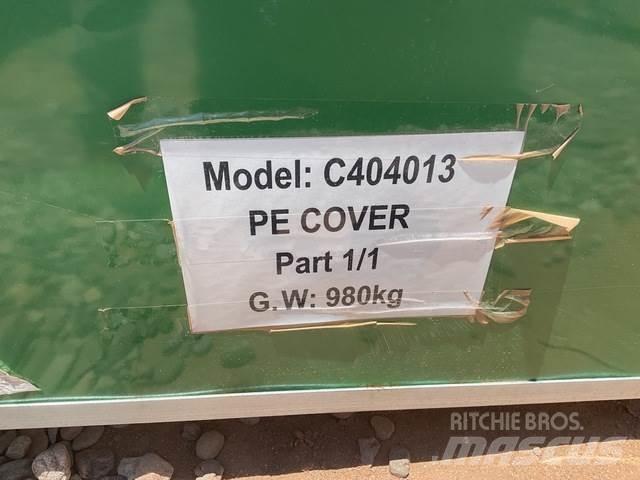 Model: C404013
PE COVER
Part 1/1
G.W: 980kg
RITCHIE BROS.
MASCUS